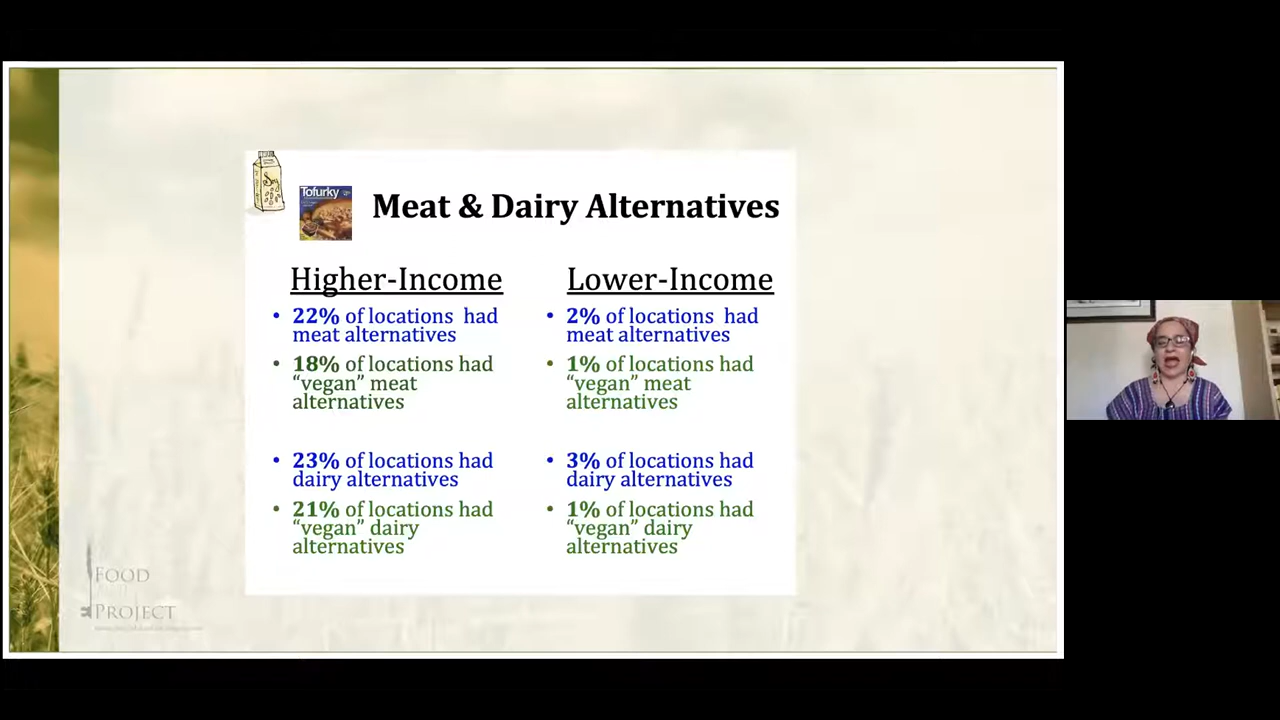 Tofurky
Meat & Dairy Alternatives
Higher-Income
• 22% of locations had
meat alternatives
• 18% of locations had
“vegan” meat
alternatives
• 23% of locations had
dairy alternatives
• 21% of locations had
“vegan” dairy
alternatives
Lower-Income
• 2% of locations had
meat alternatives
• 1% of locations had
“vegan” meat
alternatives
• 3% of locations had
dairy alternatives
• 1% of locations had
“vegan” dairy
alternatives
FOOD
PROJECT